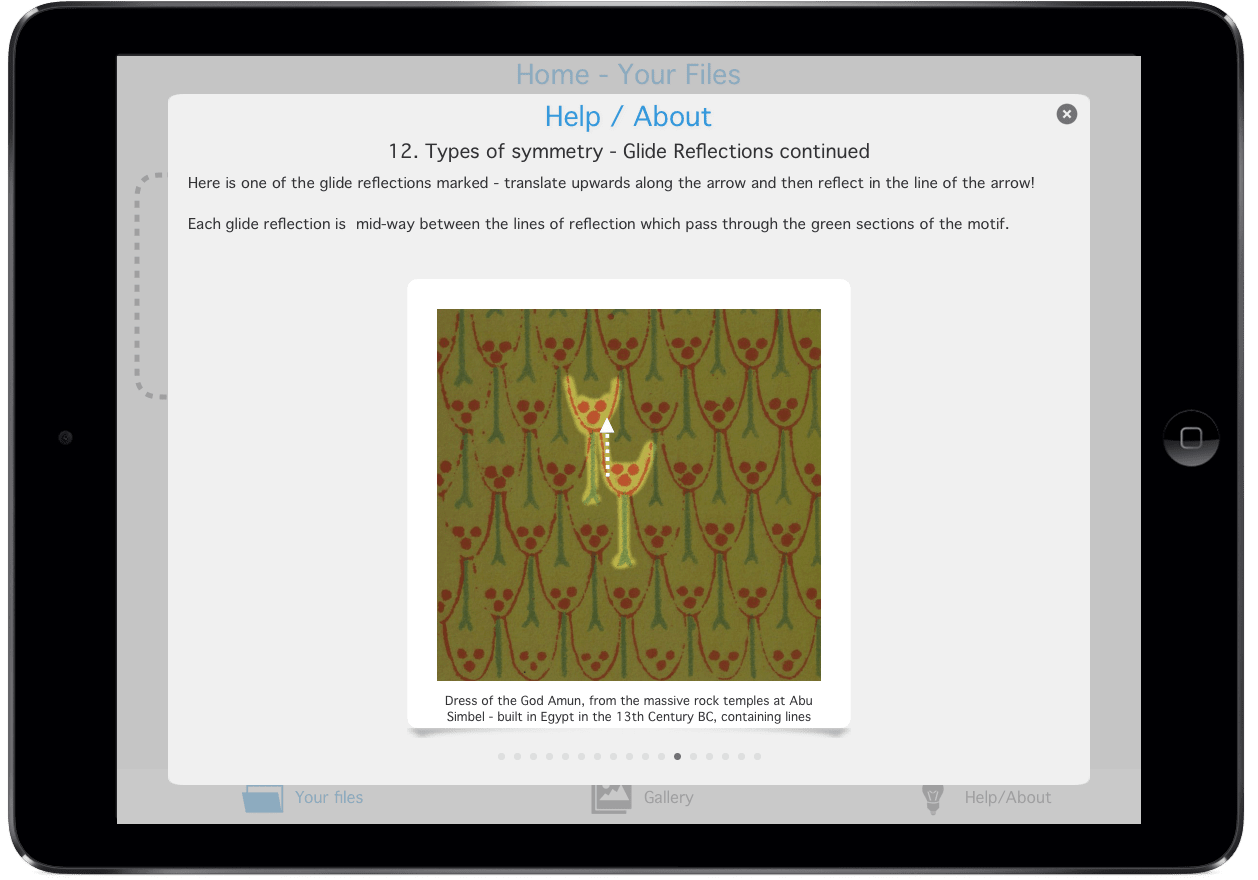 Home - Your Files
Help / About
12. Types of symmetry - Glide Reflections continued
Here is one of the glide reflections marked - translate upwards along the arrow and then reflect in the line of the arrow!
Each glide reflection is  mid-way between the lines of reflection which pass through the green sections of the motif.
Dress of the God Amun, from the massive rock temples at Abu
Simbel - built in Egypt in the 13th Century BC, containing lines
Your files
Gallery
Help/About